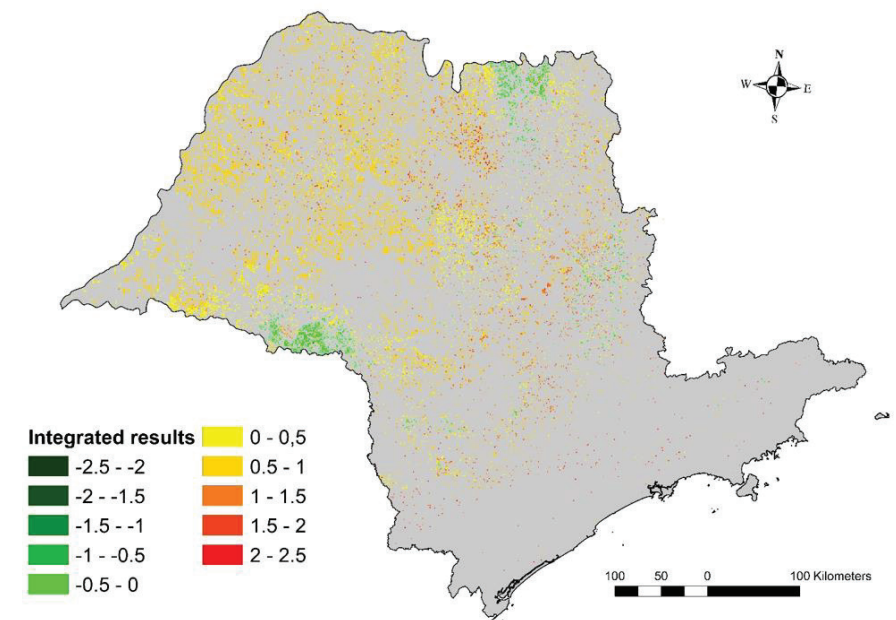 N
W E
S
Integrated results
-2.5 - -2
-2 - -1.5
-1.5 - -1
-1 - -0.5
-0.5 - 0
0 - 0,5
0.5 - 1
1 - 1.5
1.5 - 2
2 - 2.5
100 50 0 100 Kilometers